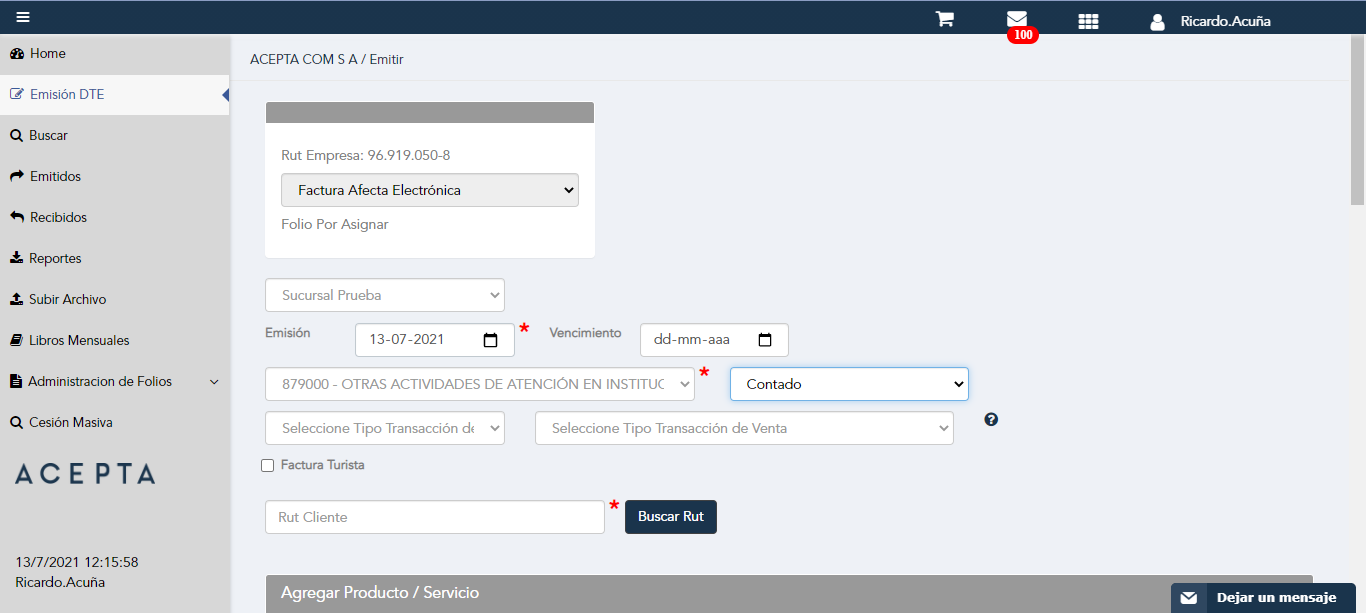 100
Ricardo.Acuña
Home
Emisión DTE
Buscar
Emitidos
Recibidos
Reportes
Subir Archivo
Libros Mensuales
Administracion de Folios
Cesión Masiva
ACEPTA
13/7/2021 12:15:58
Ricardo.Acuña
ACEPTA COM S A / Emitir
Rut Empresa: 96.919.050-8
Factura Afecta Electrónica
Folio Por Asignar
Sucursal Prueba
Emisión 13-07-2021 * Vencimiento dd-mm-aaa
879000 - OTRAS ACTIVIDADES DE ATENCIÓN EN INSTITUC * Contado
Seleccione Tipo Transacción de Seleccione Tipo Transacción de Venta ?
Factura Turista
Rut Cliente * Buscar Rut
Agregar Producto / Servicio
Dejar un mensaje